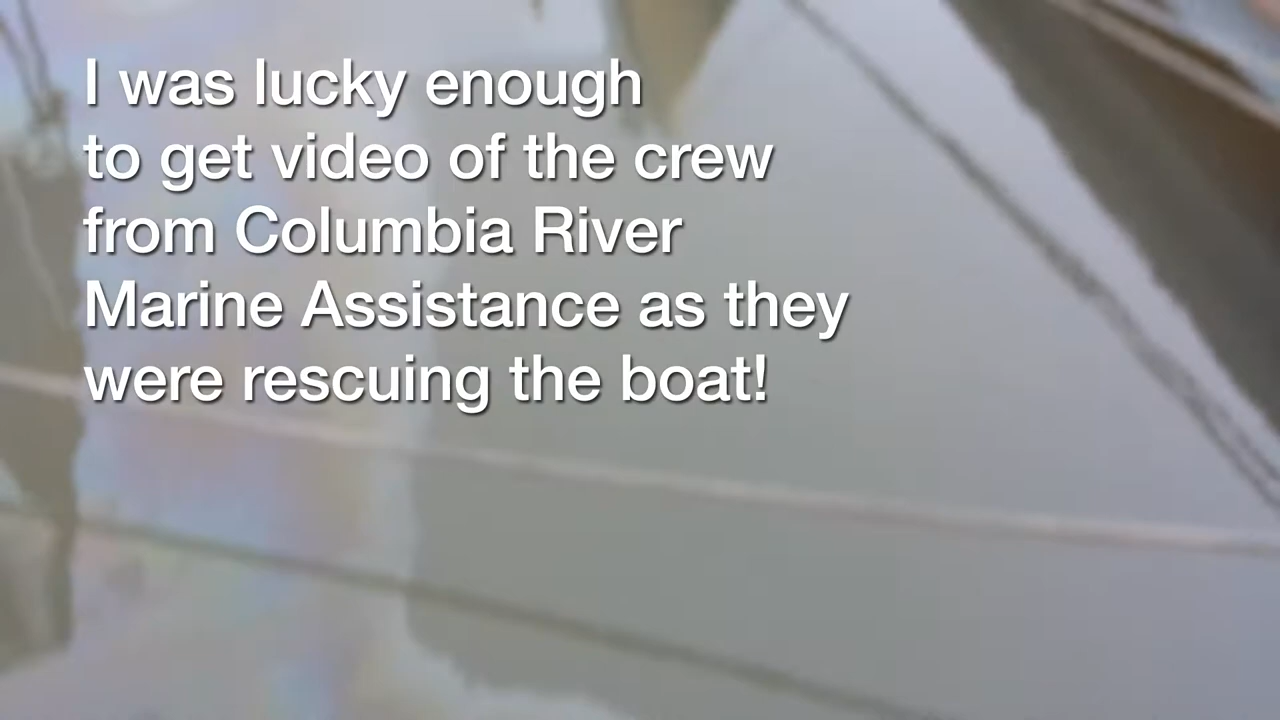 I was lucky enough
to get video of the crew
from Columbia River
Marine Assistance as they
were rescuing the boat!